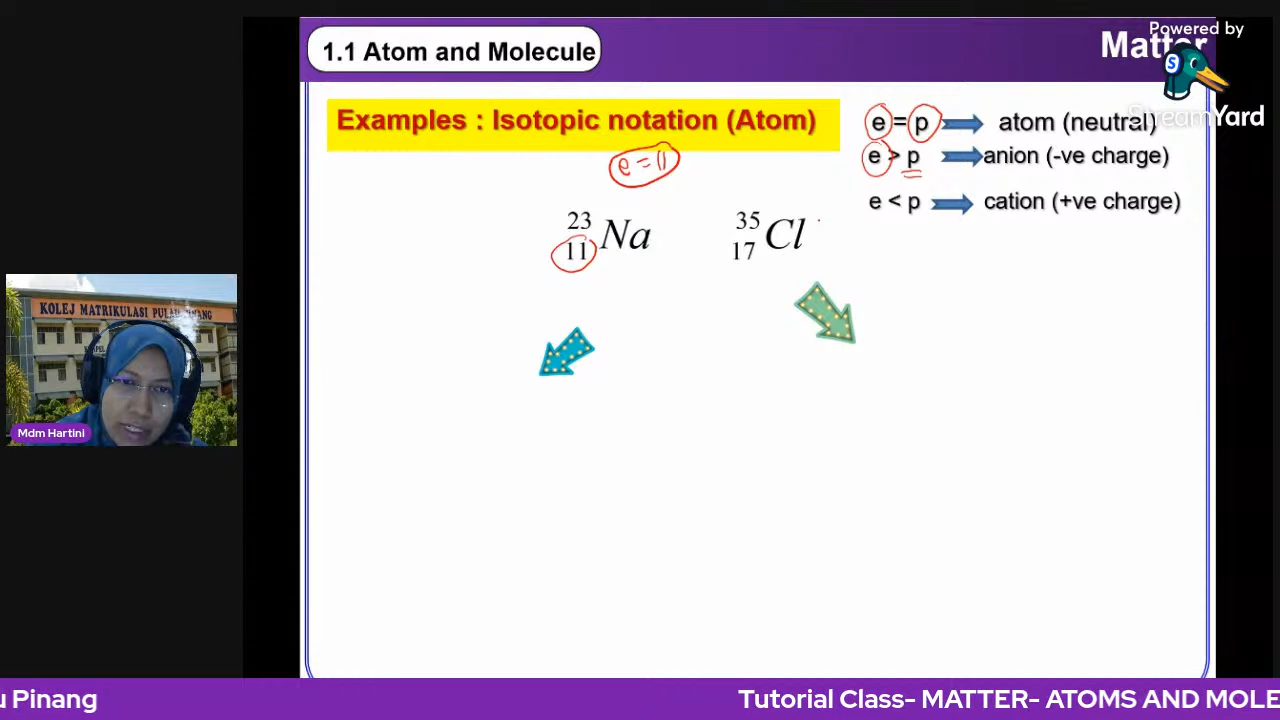 1.1 Atom and Molecule
Matter
Powered by
StreamYard
Examples : Isotopic notation (Atom)
e = p
atom (neutral)
e > p
anion (-ve charge)
e < p
cation (+ve charge)
e = 11
23
11 Na
35
17 Cl
KOLEJ MATRIKULASI PULAU PINANG
Mdm Hartini
u Pinang
Tutorial Class- MATTER- ATOMS AND MOLE